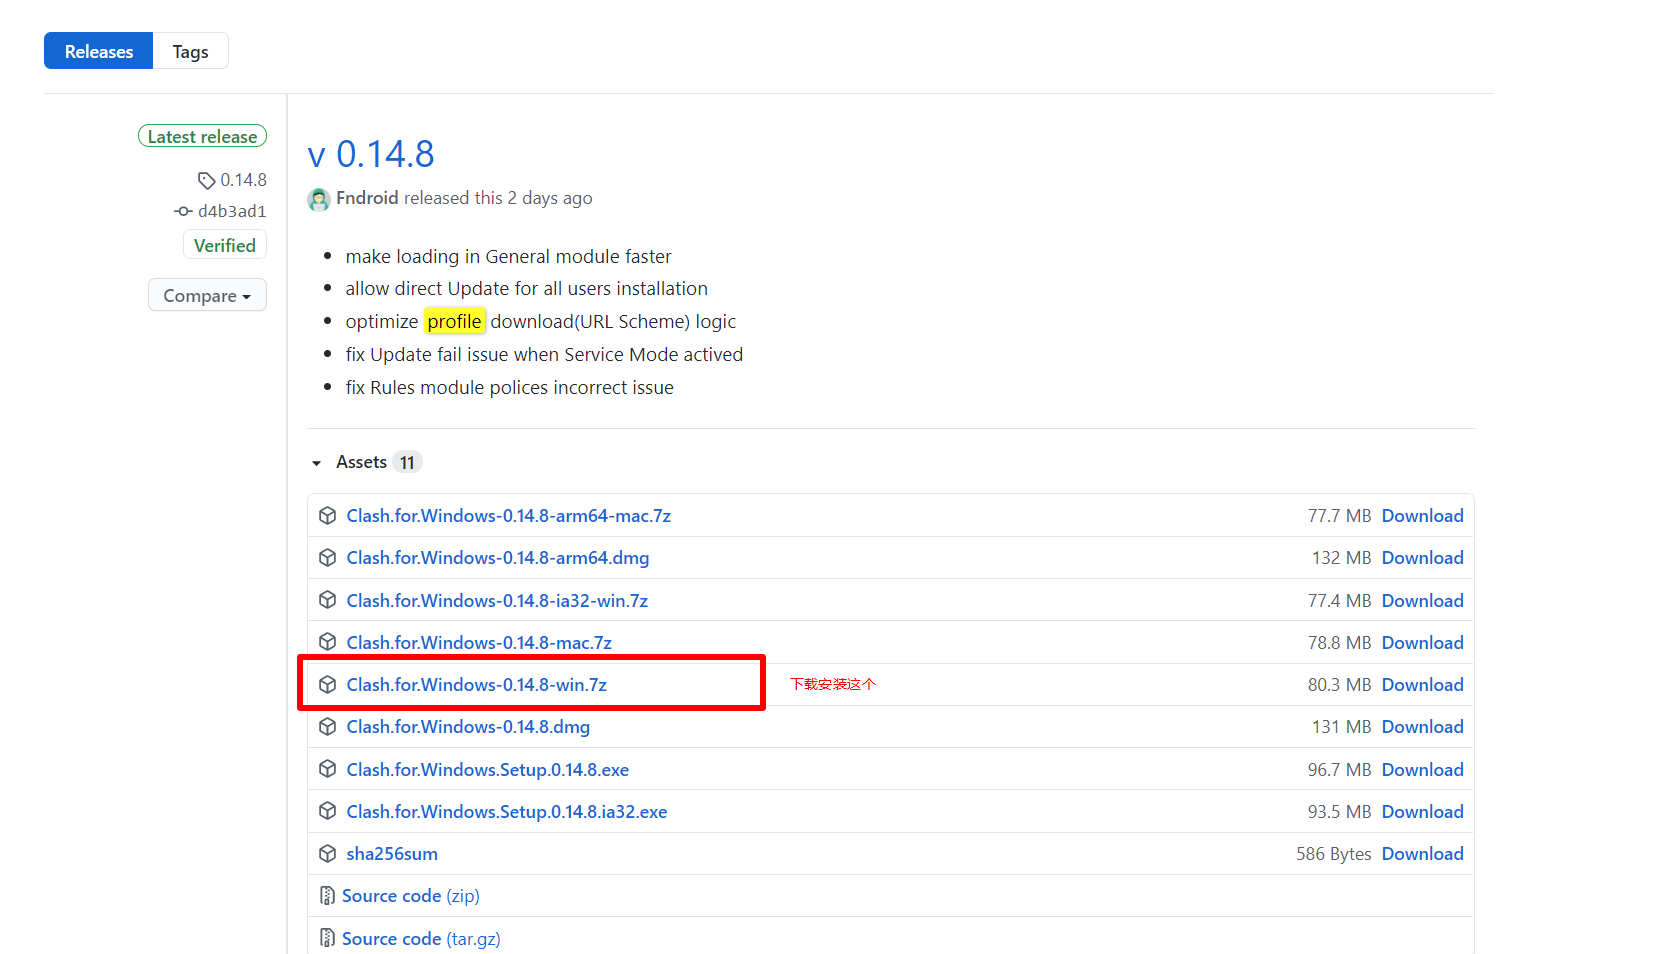 Releases
Tags
Latest release
0.14.8
d4b3ad1
Verified
Compare
v 0.14.8
Fndroid released this 2 days ago
make loading in General module faster
allow direct Update for all users installation
optimize profile download(URL Scheme) logic
fix Update fail issue when Service Mode actived
fix Rules module polices incorrect issue
Assets 11
Clash.for.Windows-0.14.8-arm64-mac.7z 77.7 MB Download
Clash.for.Windows-0.14.8-arm64.dmg 132 MB Download
Clash.for.Windows-0.14.8-ia32-win.7z 77.4 MB Download
Clash.for.Windows-0.14.8-mac.7z 78.8 MB Download
Clash.for.Windows-0.14.8-win.7z 下载安装这个 80.3 MB Download
Clash.for.Windows-0.14.8.dmg 131 MB Download
Clash.for.Windows.Setup.0.14.8.exe 96.7 MB Download
Clash.for.Windows.Setup.0.14.8.ia32.exe 93.5 MB Download
sha256sum 586 Bytes Download
Source code (zip)
Source code (tar.gz)